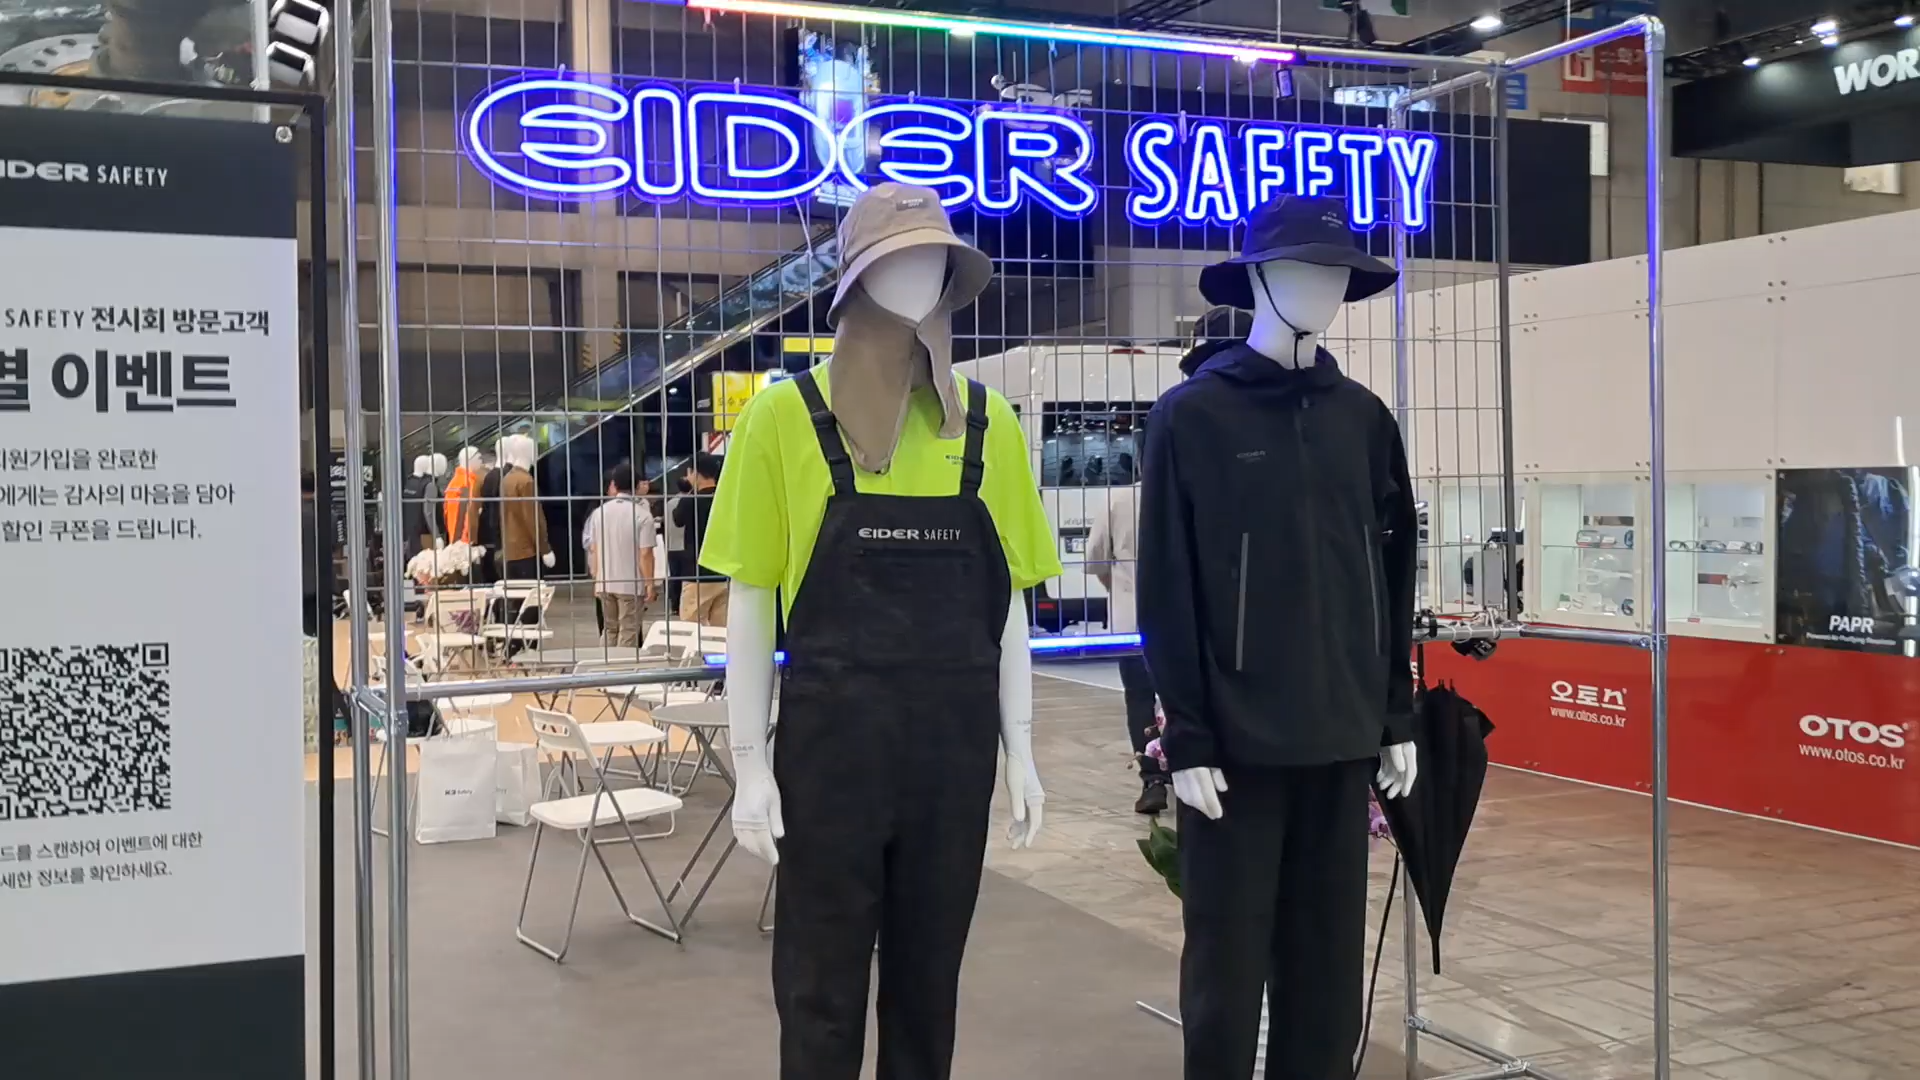 EIDER SAFETY
WOR
IDER SAFETY
SAFETY 전시회 방문고객
별 이벤트
회원가입을 완료한
에게는 감사의 마음을 담아
할인 쿠폰을 드립니다.
드를 스캔하여 이벤트에 대한
세한 정보를 확인하세요.
EIDER SAFETY
EIDER
PAPR
오토스
www.otos.co.kr
OTOS
www.otos.co.kr
K3 Safety